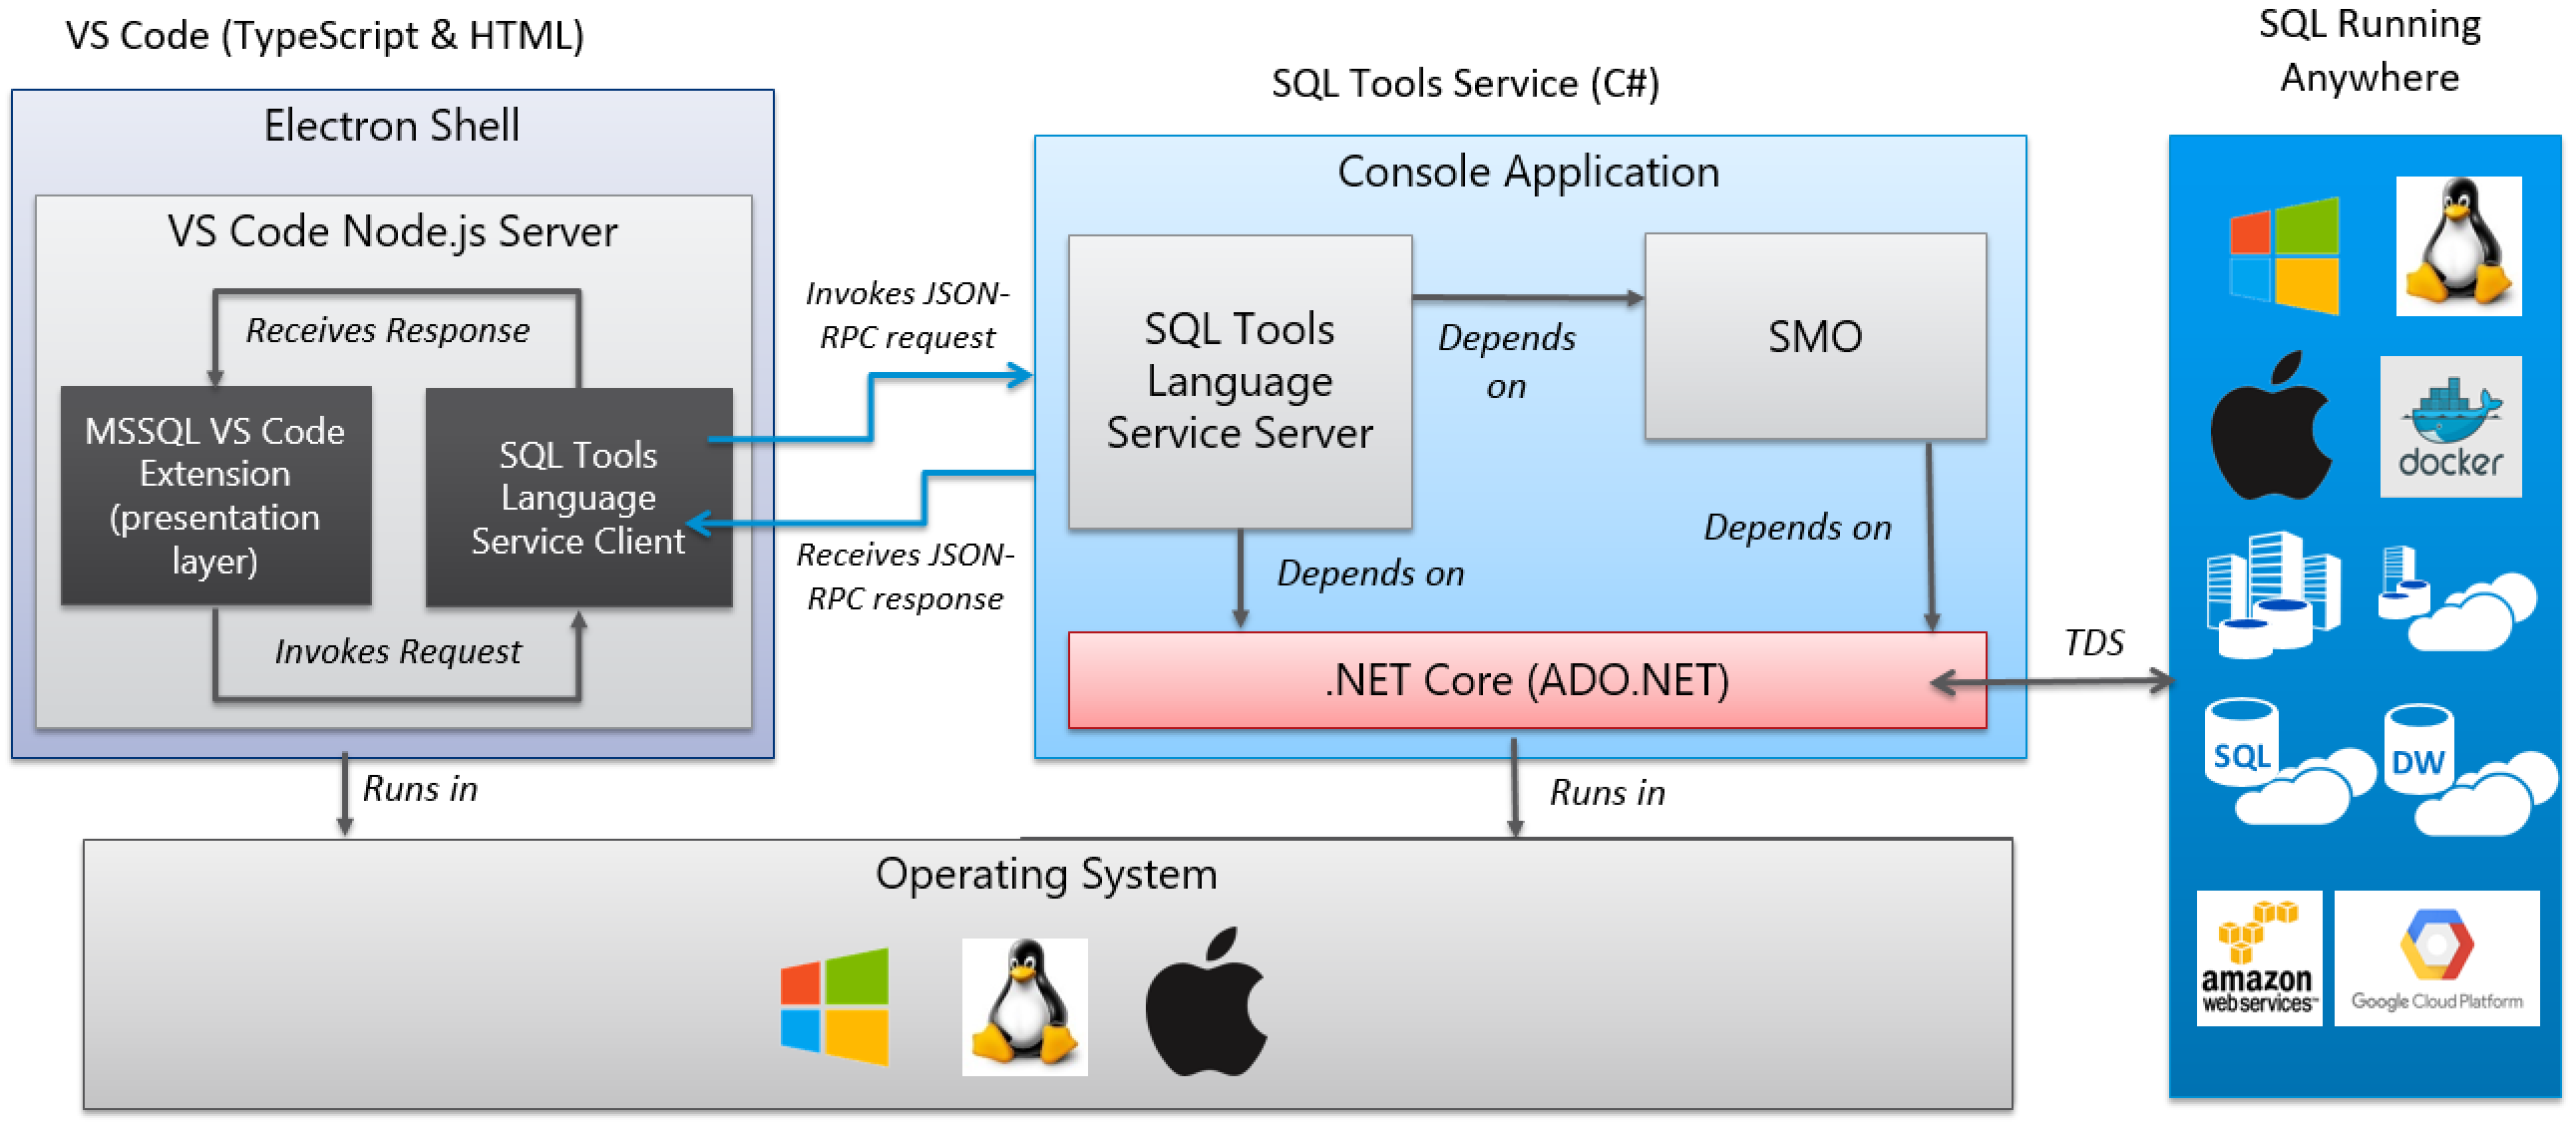 VS Code (TypeScript & HTML)
Electron Shell
VS Code Node.js Server
Receives Response
MSSQL VS Code
Extension
(presentation
layer)
SQL Tools
Language
Service Client
Invokes Request
Runs in
Invokes JSON-
RPC request
Receives JSON-
RPC response
SQL Tools Service (C#)
Console Application
SQL Tools
Language
Service Server
Depends
on
SMO
Depends on
Depends on
.NET Core (ADO.NET)
Runs in
TDS
Operating System
SQL Running
Anywhere
docker
SQL
DW
amazon
web services™
Google Cloud Platform